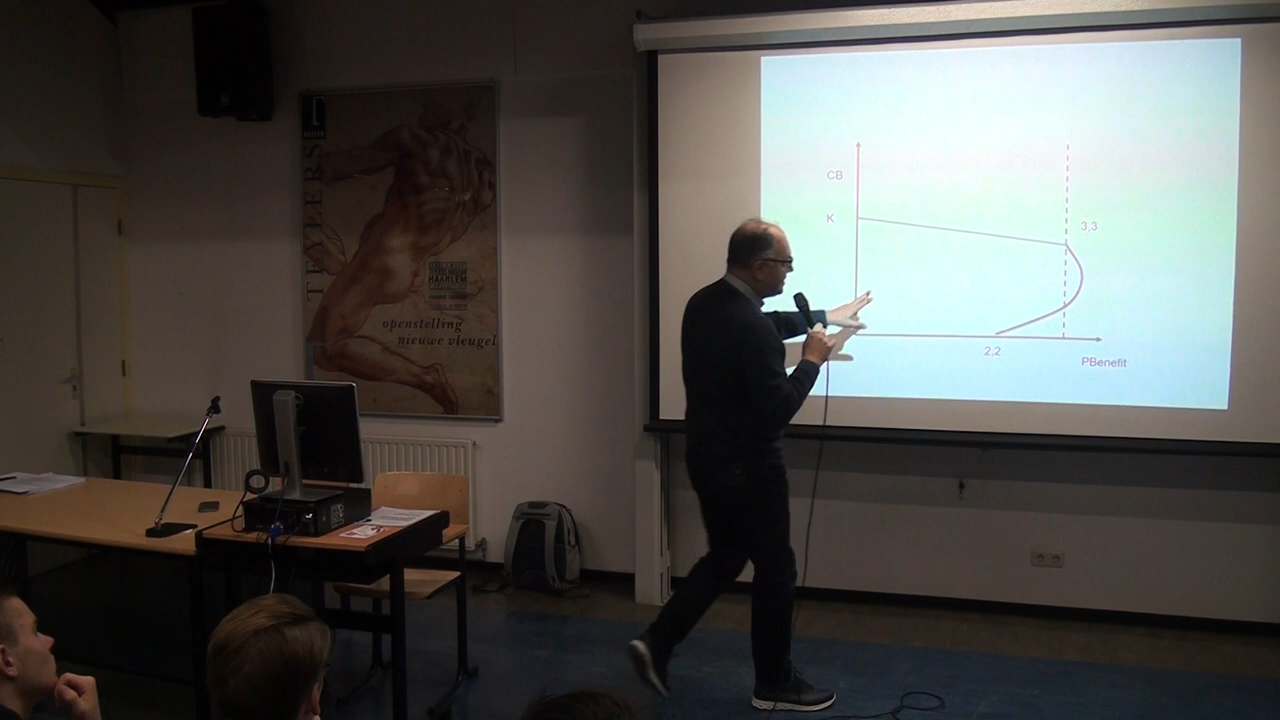 TEYLERS
HAARLEM
openstelling
nieuwe vleugel
CB
K
3,3
2,2
PBenefit